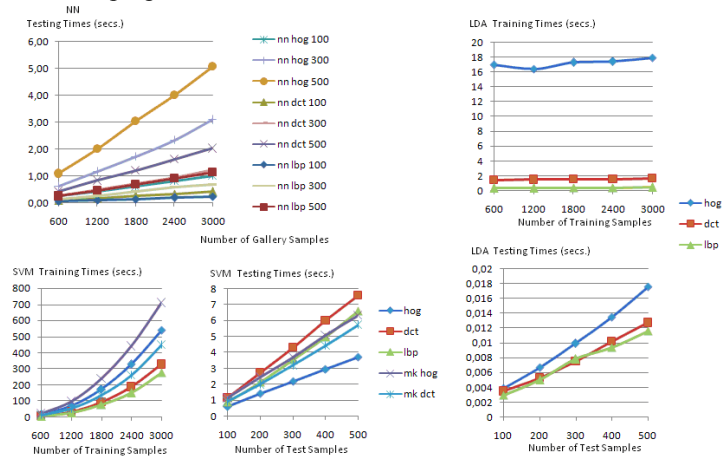 NN
Testing Times (secs.)
6,00
5,00
4,00
3,00
2,00
1,00
0,00
600 1200 1800 2400 3000
Number of Gallery Samples
nn hog 100
nn hog 300
nn hog 500
nn dct 100
nn dct 300
nn dct 500
nn lbp 100
nn lbp 300
nn lbp 500
LDA Training Times (secs.)
20
18
16
14
12
10
8
6
4
2
0
600 1200 1800 2400 3000
Number of Training Samples
hog
dct
lbp
SVM Training Times (secs.)
800
700
600
500
400
300
200
100
0
600 1200 1800 2400 3000
Number of Training Samples
SVM Testing Times (secs.)
8
7
6
5
4
3
2
1
0
100 200 300 400 500
Number of Test Samples
hog
dct
lbp
mk hog
mk dct
LDA Testing Times (secs.)
0,02
0,018
0,016
0,014
0,012
0,01
0,008
0,006
0,004
0,002
0
100 200 300 400 500
Number of Test Samples